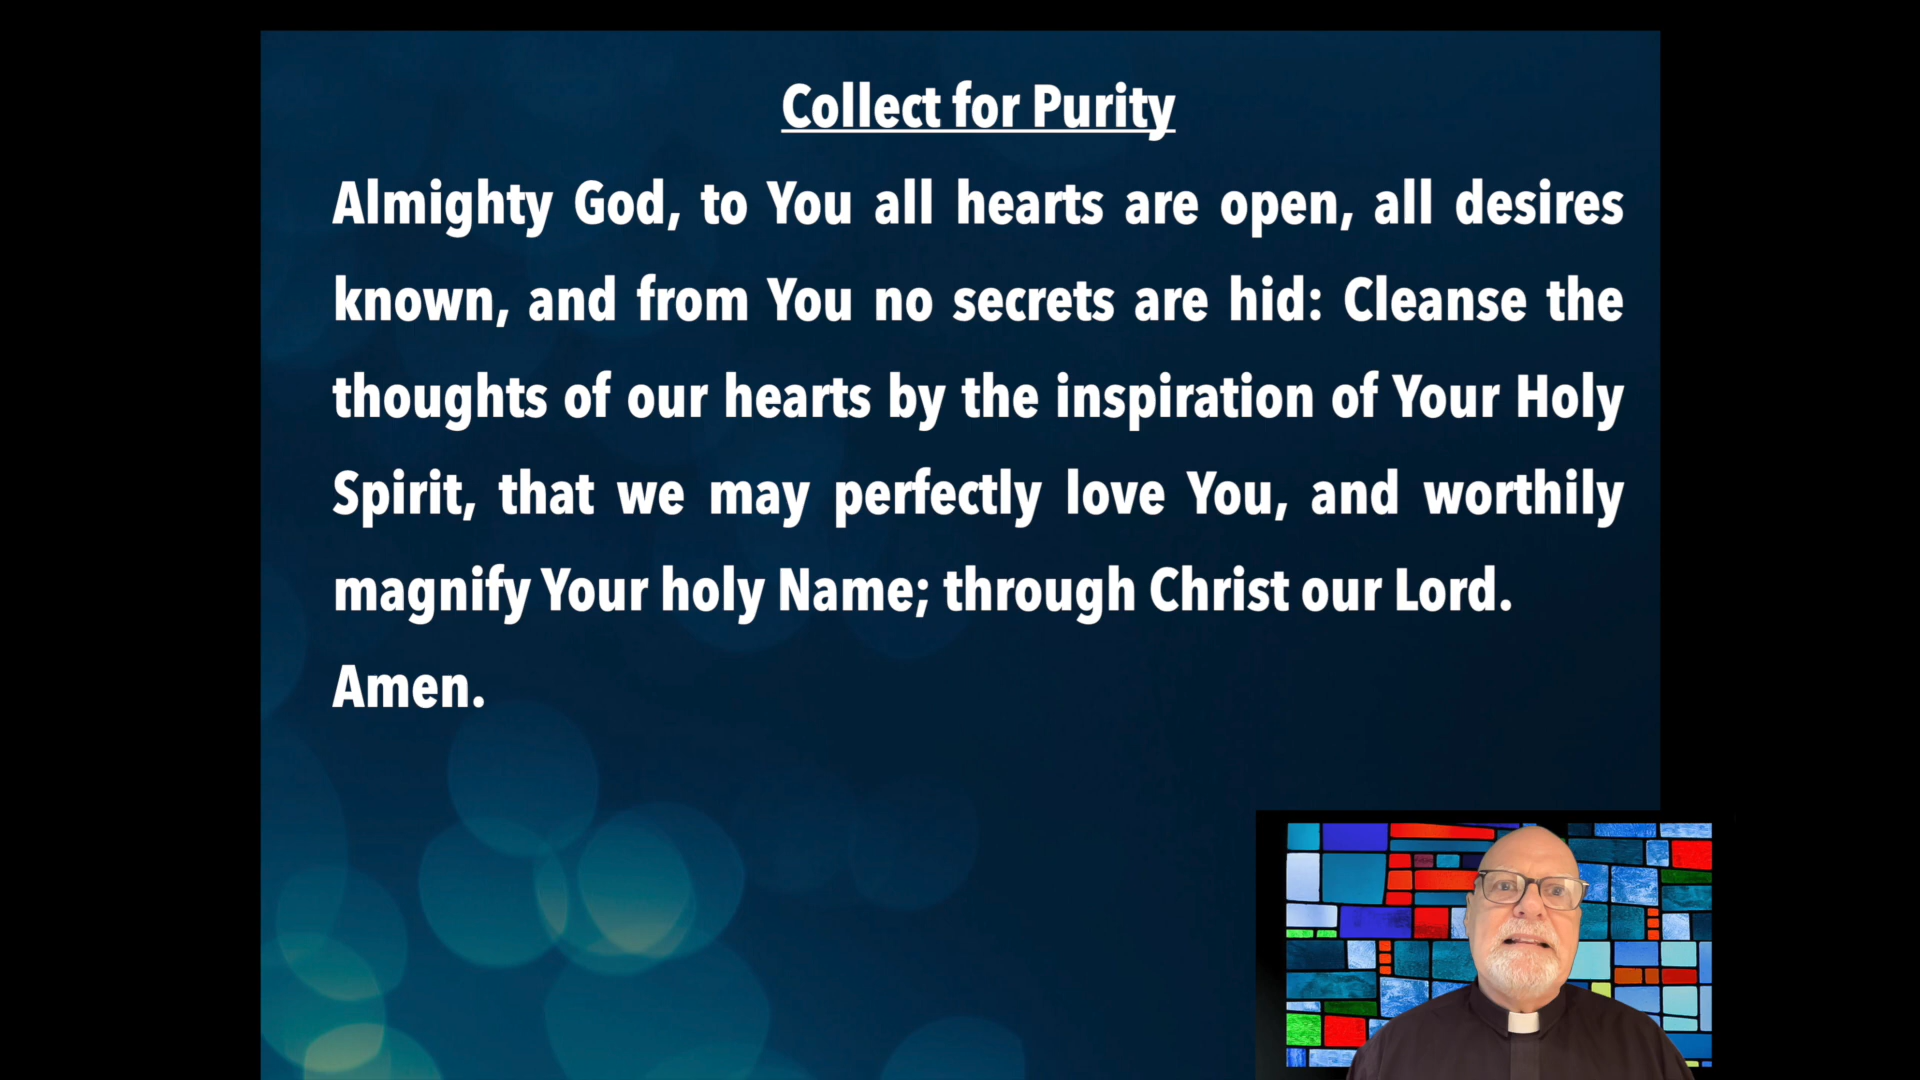 Collect for Purity
Almighty God, to You all hearts are open, all desires
known, and from You no secrets are hid: Cleanse the
thoughts of our hearts by the inspiration of Your Holy
Spirit, that we may perfectly love You, and worthily
magnify Your holy Name; through Christ our Lord.
Amen.